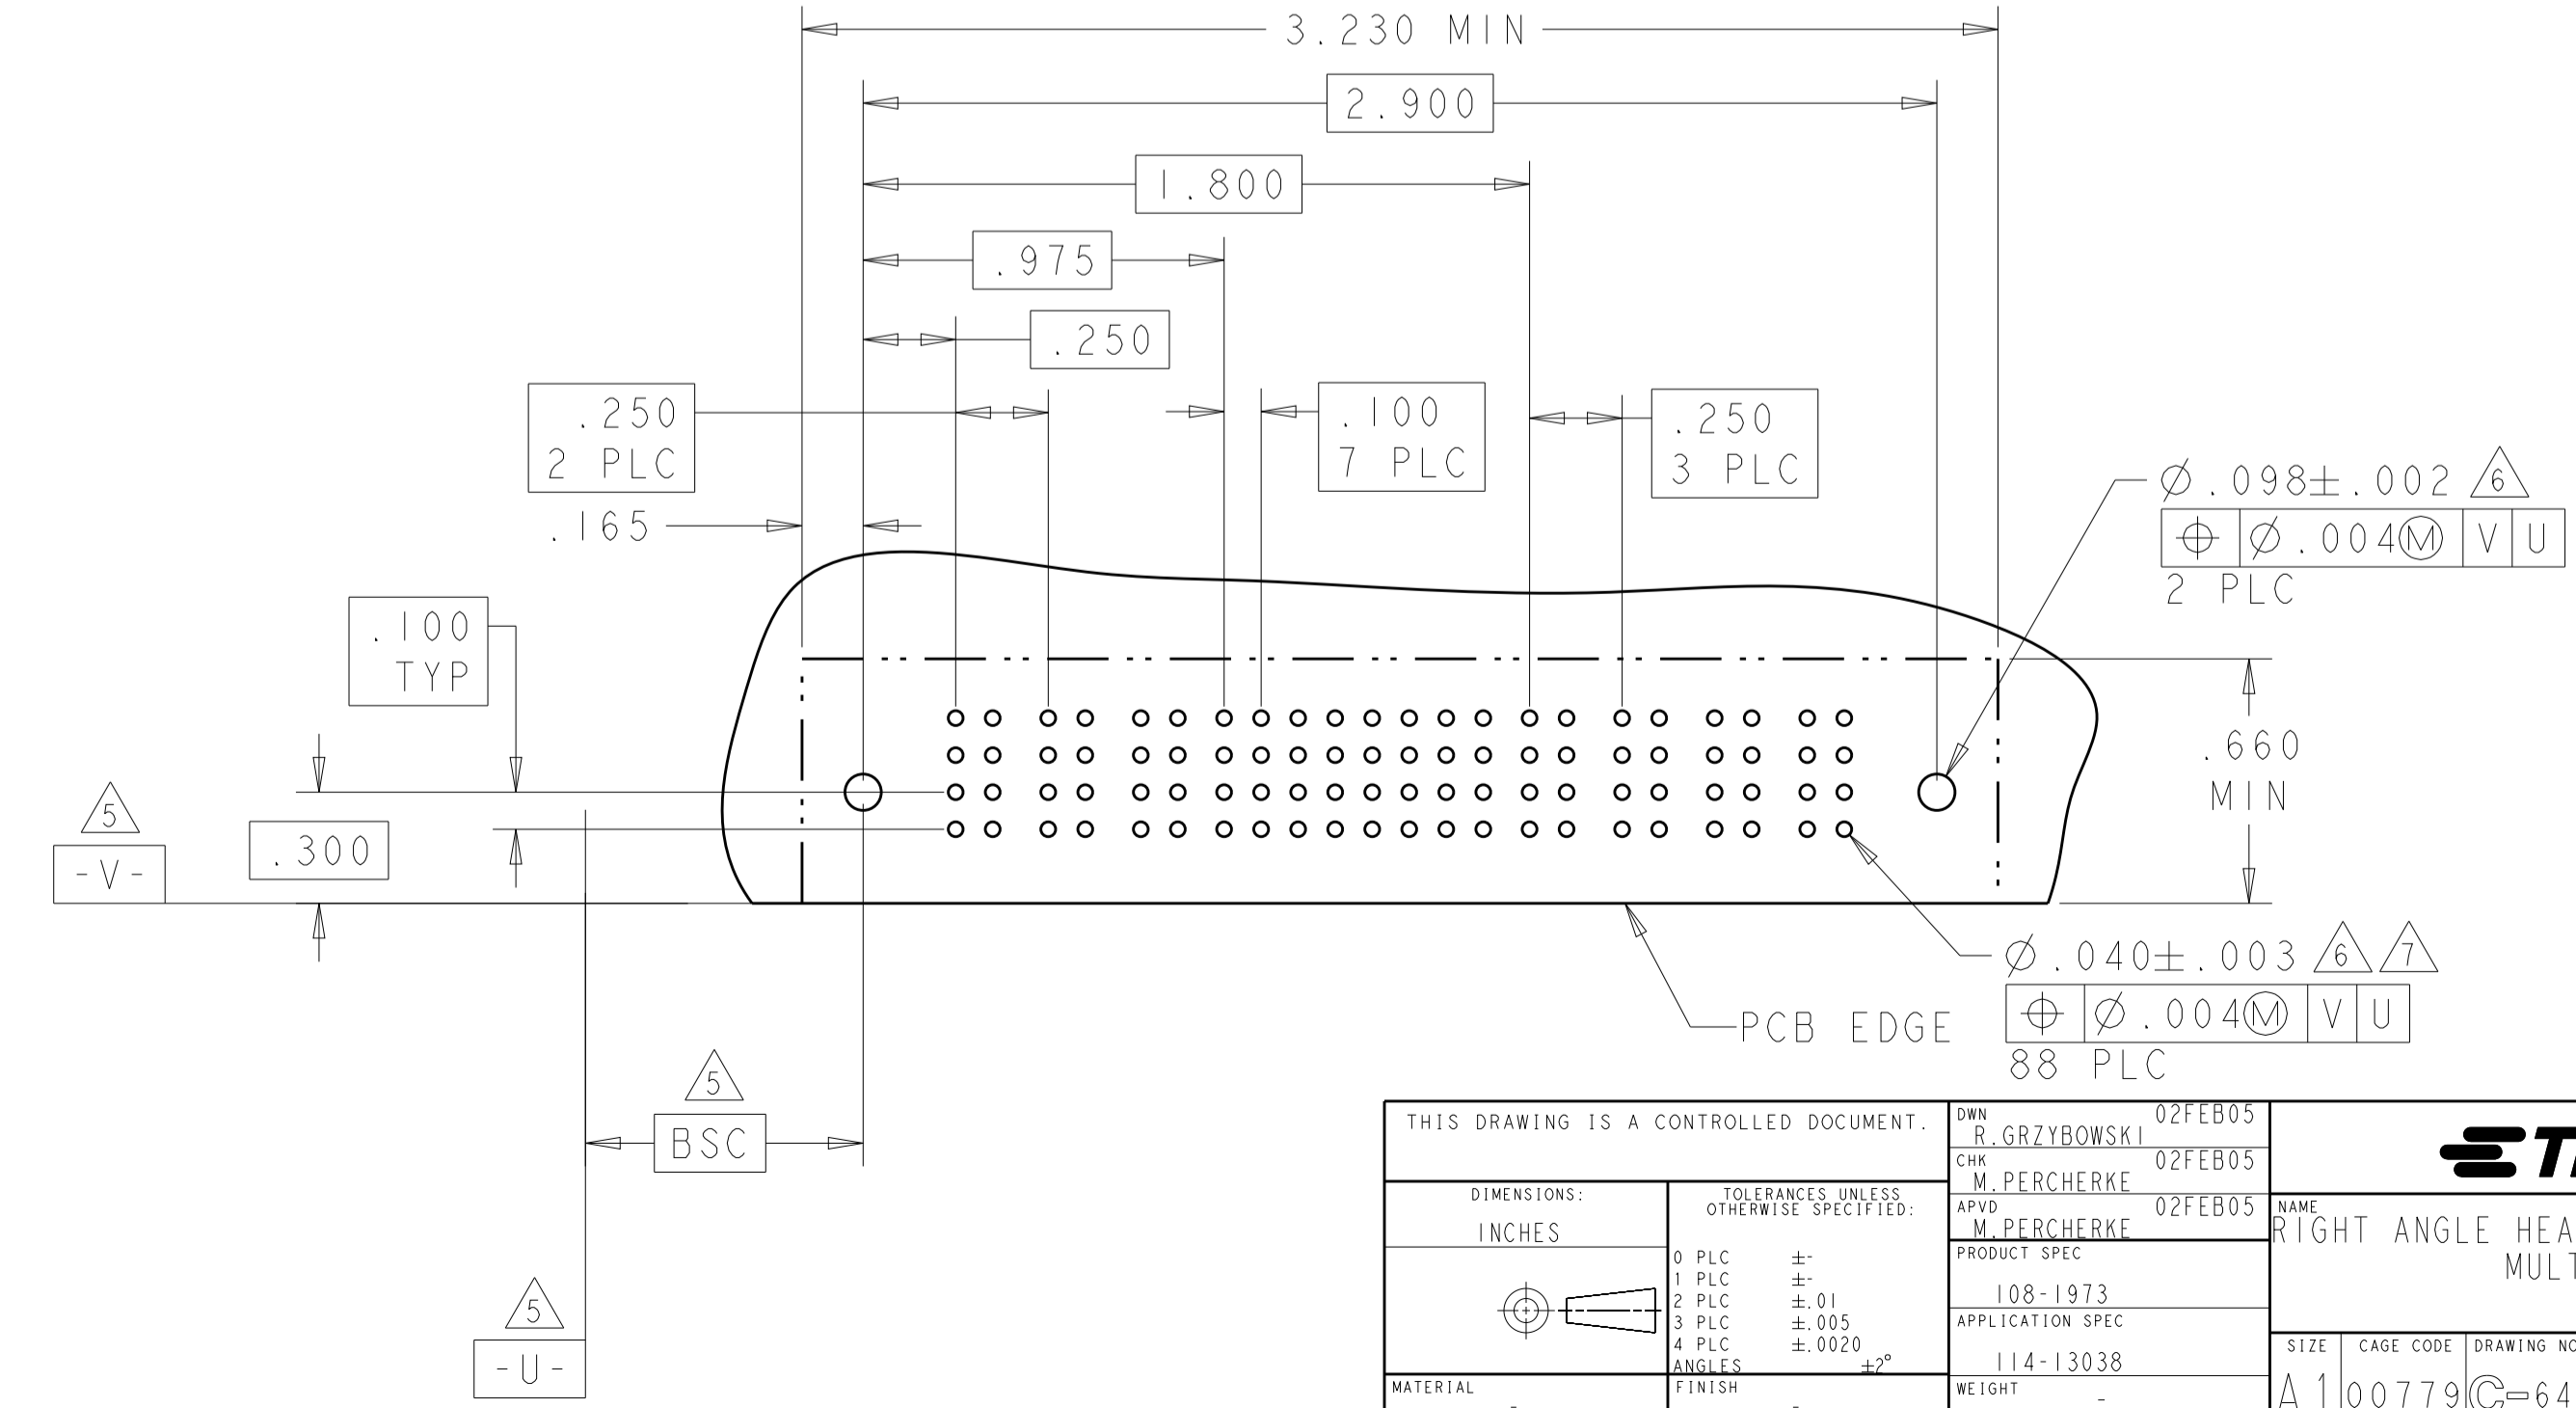 3.230 MIN
2.900
1.800
.975
.250
.250
2 PLC
.100
7 PLC
.250
3 PLC
.165
Ø.098±.002 6
⌖ Ø.004Ⓜ V U
2 PLC
.100
TYP
.660
MIN
5
-V-
.300
Ø.040±.003 6 7
⌖ Ø.004Ⓜ V U
88 PLC
PCB EDGE
5
BSC
5
-U-
THIS DRAWING IS A CONTROLLED DOCUMENT.
DIMENSIONS:
INCHES
TOLERANCES UNLESS
OTHERWISE SPECIFIED:
0 PLC ±-
1 PLC ±-
2 PLC ±.01
3 PLC ±.005
4 PLC ±.0020
ANGLES ±2°
MATERIAL
-
FINISH
-
DWN 02FEB05
R.GRZYBOWSKI
CHK 02FEB05
M.PERCHERKE
APVD 02FEB05
M.PERCHERKE
PRODUCT SPEC
108-1973
APPLICATION SPEC
114-13038
WEIGHT -
NAME
RIGHT ANGLE HEA
MULT
SIZE
A1
CAGE CODE
00779
DRAWING NO
C-64